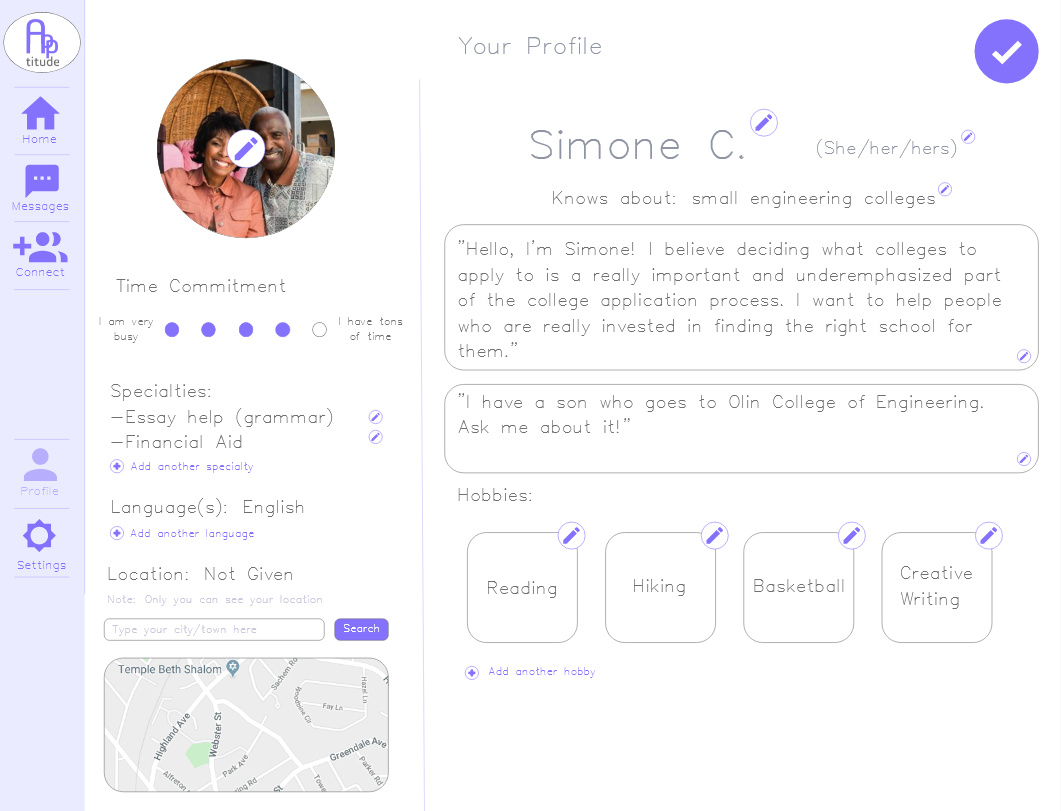 App
titude
Home
Messages
Connect
Profile
Settings
Time Commitment
I am very
busy
I have tons
of time
Specialties:
—Essay help (grammar)
—Financial Aid
Add another specialty
Language(s): English
Add another language
Location: Not Given
Note: Only you can see your location
Type your city/town here
Search
Temple Beth Shalom
Sachem Rd
Hazel Ln
Fay Ln
Highland Ave
Webster St
Greendale Ave
Park Ave
Parker Rd
Your Profile
Simone C.
(She/her/hers)
Knows about: small engineering colleges
"Hello, I'm Simone! I believe deciding what colleges to
apply to is a really important and underemphasized part
of the college application process. I want to help people
who are really invested in finding the right school for
them."
"I have a son who goes to Olin College of Engineering.
Ask me about it!"
Hobbies:
Reading
Hiking
Basketball
Creative
Writing
Add another hobby